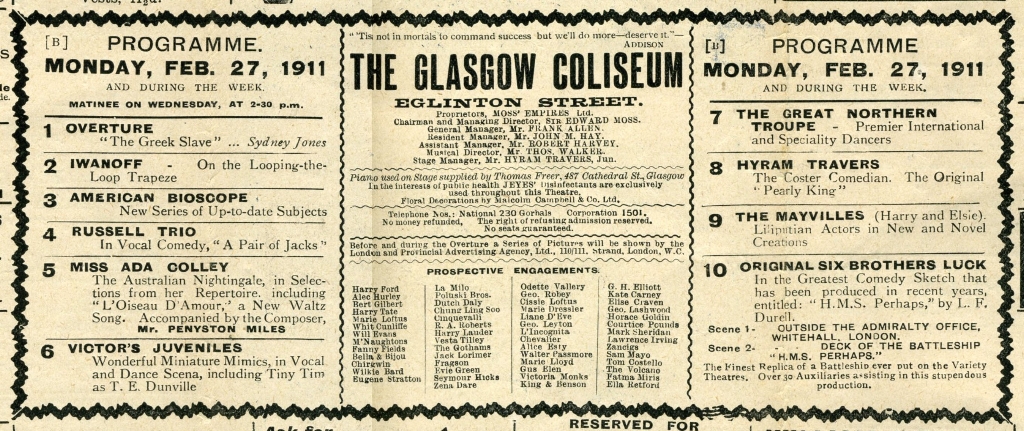 [B]
PROGRAMME.
MONDAY, FEB. 27, 1911
AND DURING THE WEEK.
MATINEE ON WEDNESDAY, AT 2-30 p.m.
1 OVERTURE
"The Greek Slave" ... Sydney Jones
2 IWANOFF - On the Looping-the-
Loop Trapeze
3 AMERICAN BIOSCOPE
New Series of Up-to-date Subjects
4 RUSSELL TRIO
In Vocal Comedy, "A Pair of Jacks"
5 MISS ADA COLLEY
The Australian Nightingale, in Selec-
tions from her Repertoire, including
"L'Oiseau D'Amour,' a New Waltz
Song. Accompanied by the Composer,
Mr. PENYSTON MILES
6 VICTOR'S JUVENILES
Wonderful Miniature Mimics, in Vocal
and Dance Scena, including Tiny Tim
as T. E. Dunville
"'Tis not in mortals to command success but we'll do more—deserve it."—
ADDISON
THE GLASGOW COLISEUM
EGLINTON STREET.
Proprietors, MOSS' EMPIRES Ltd.
Chairman and Managing Director, SIR EDWARD MOSS.
General Manager, Mr. FRANK ALLEN.
Resident Manager, Mr. JOHN M. HAY.
Assistant Manager, Mr. ROBERT HARVEY.
Musical Director, Mr. THOS. WALKER.
Stage Manager, Mr. HYRAM TRAVERS, Jun.
Piano used on Stage supplied by Thomas Freer, 487 Cathedral St., Glasgow
In the interests of public health JEYES' Disinfectants are exclusively
used throughout this Theatre.
Floral Decorations by Malcolm Campbell & Co. Ltd.
Telephone Nos.: National 230 Gorbals Corporation 1501.
No money refunded. The right of refusing admission reserved.
No seats guaranteed.
Before and during the Overture a Series of Pictures will be shown by the
London and Provincial Advertising Agency, Ltd., 110/111, Strand, London, W.C.
PROSPECTIVE ENGAGEMENTS.
Harry Ford
Alec Hurley
Bert Gilbert
Harry Tate
Marie Loftus
Whit Cunliffe
Will Evans
M'Naughtons
Fanny Fields
Bella & Bijou
Chirgwin
Wilkie Bard
Eugene Stratton
La Milo
Poluski Bros.
Dutch Daly
Chung Ling Soo
Cinquevalli
R. A. Roberts
Harry Lauder
Vesta Tilley
The Gothams
Jack Lorimer
Fragson
Evie Green
Seymour Hicks
Zena Dare
Odette Vallery
Geo. Robey
Cissie Loftus
Marie Dressler
Liane D'Eve
Geo. Leyton
L'Incognita
Chevalier
Alice Esty
Walter Passmore
Marie Lloyd
Gus Elen
Victoria Monks
King & Benson
G. H. Elliott
Kate Carney
Elise Craven
Geo. Lashwood
Horace Goldin
Courtice Pounds
Mark Sheridan
Lawrence Irving
Zancigs
Sam Mayo
Tom Costello
The Volcano
Fatma Miris
Ella Retford
PROGRAMME
MONDAY, FEB. 27, 1911
AND DURING THE WEEK.
7 THE GREAT NORTHERN
TROUPE - Premier International
and Speciality Dancers
8 HYRAM TRAVERS
The Coster Comedian. The Original
"Pearly King"
9 THE MAYVILLES (Harry and Elsie).
Liliputian Actors in New and Novel
Creations
10 ORIGINAL SIX BROTHERS LUCK
In the Greatest Comedy Sketch that
has been produced in recent years,
entitled: "H.M.S. Perhaps," by L. F.
Durell.
Scene 1- OUTSIDE THE ADMIRALTY OFFICE,
WHITEHALL, LONDON.
Scene 2- - DECK OF THE BATTLESHIP
"H.M.S. PERHAPS."
The Finest Replica of a Battleship ever put on the Variety
Theatres. Over 30 Auxiliaries assisting in this stupendous
production.
RESERVED FOR